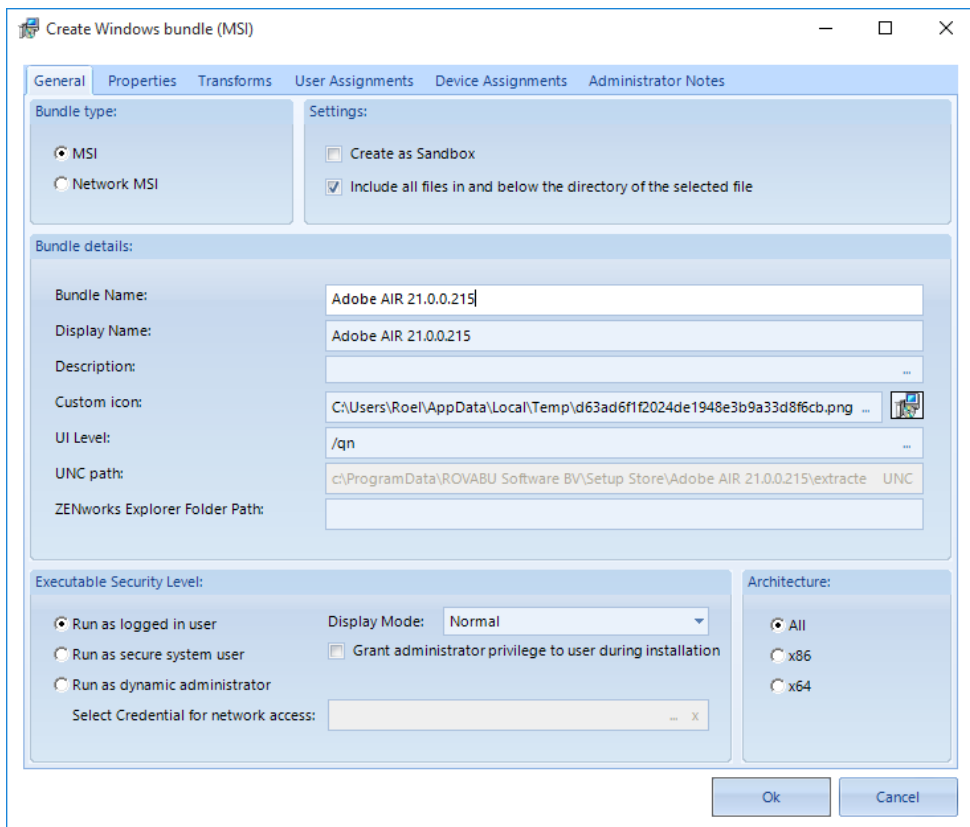 Create Windows bundle (MSI)
General Properties Transforms User Assignments Device Assignments Administrator Notes
Bundle type:
MSI
Network MSI
Settings:
Create as Sandbox
Include all files in and below the directory of the selected file
Bundle details:
Bundle Name: Adobe AIR 21.0.0.215
Display Name: Adobe AIR 21.0.0.215
Description: ...
Custom icon: C:\Users\Roel\AppData\Local\Temp\d63ad6f1f2024de1948e3b9a33d8f6cb.png ...
UI Level: /qn ...
UNC path: c:\ProgramData\ROVABU Software BV\Setup Store\Adobe AIR 21.0.0.215\extracte UNC
ZENworks Explorer Folder Path:
Executable Security Level:
Run as logged in user
Run as secure system user
Run as dynamic administrator
Display Mode: Normal
Grant administrator privilege to user during installation
Select Credential for network access: ... x
Architecture:
All
x86
x64
Ok Cancel